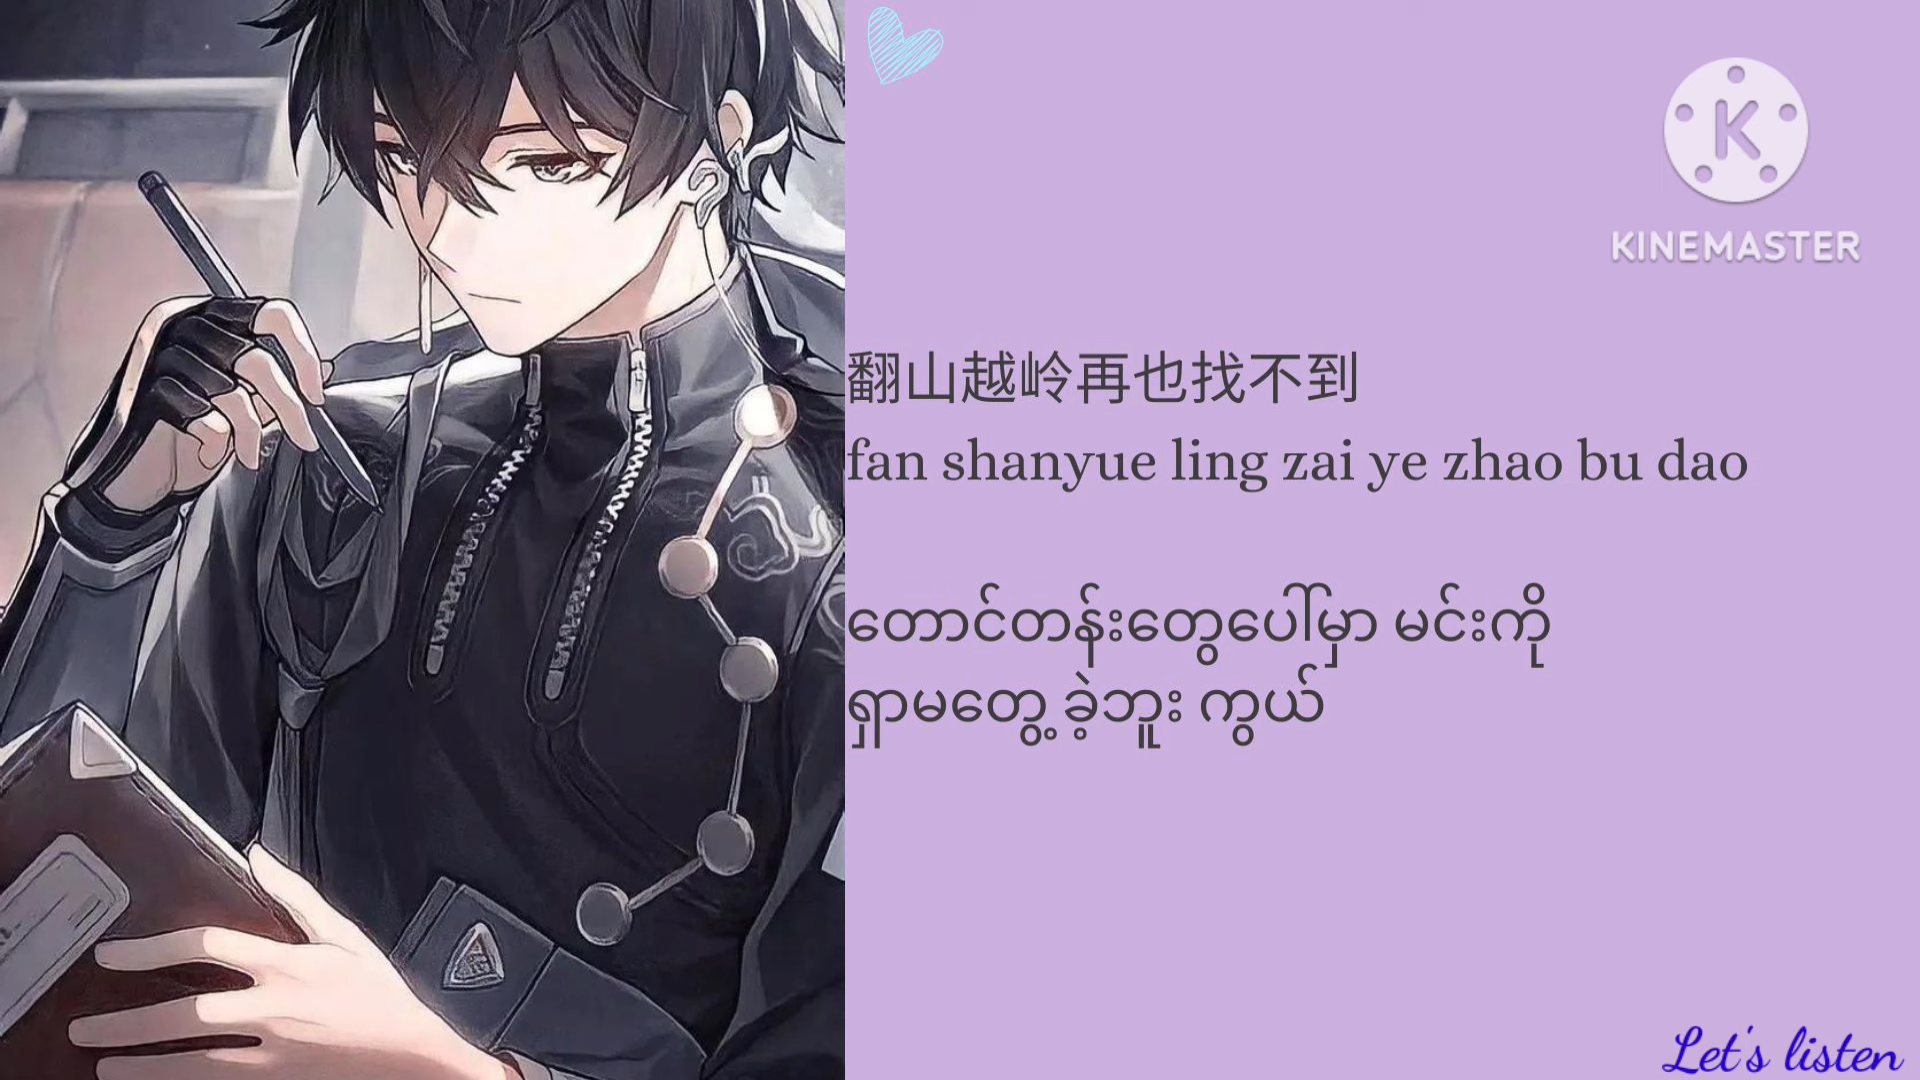 K
KINEMASTER
翻山越岭再也找不到
fan shanyue ling zai ye zhao bu dao
တောင်တန်းတွေပေါ်မှာ မင်းကို
ရှာမတွေ့ ခဲ့ဘူး ကွယ်
Let's listen